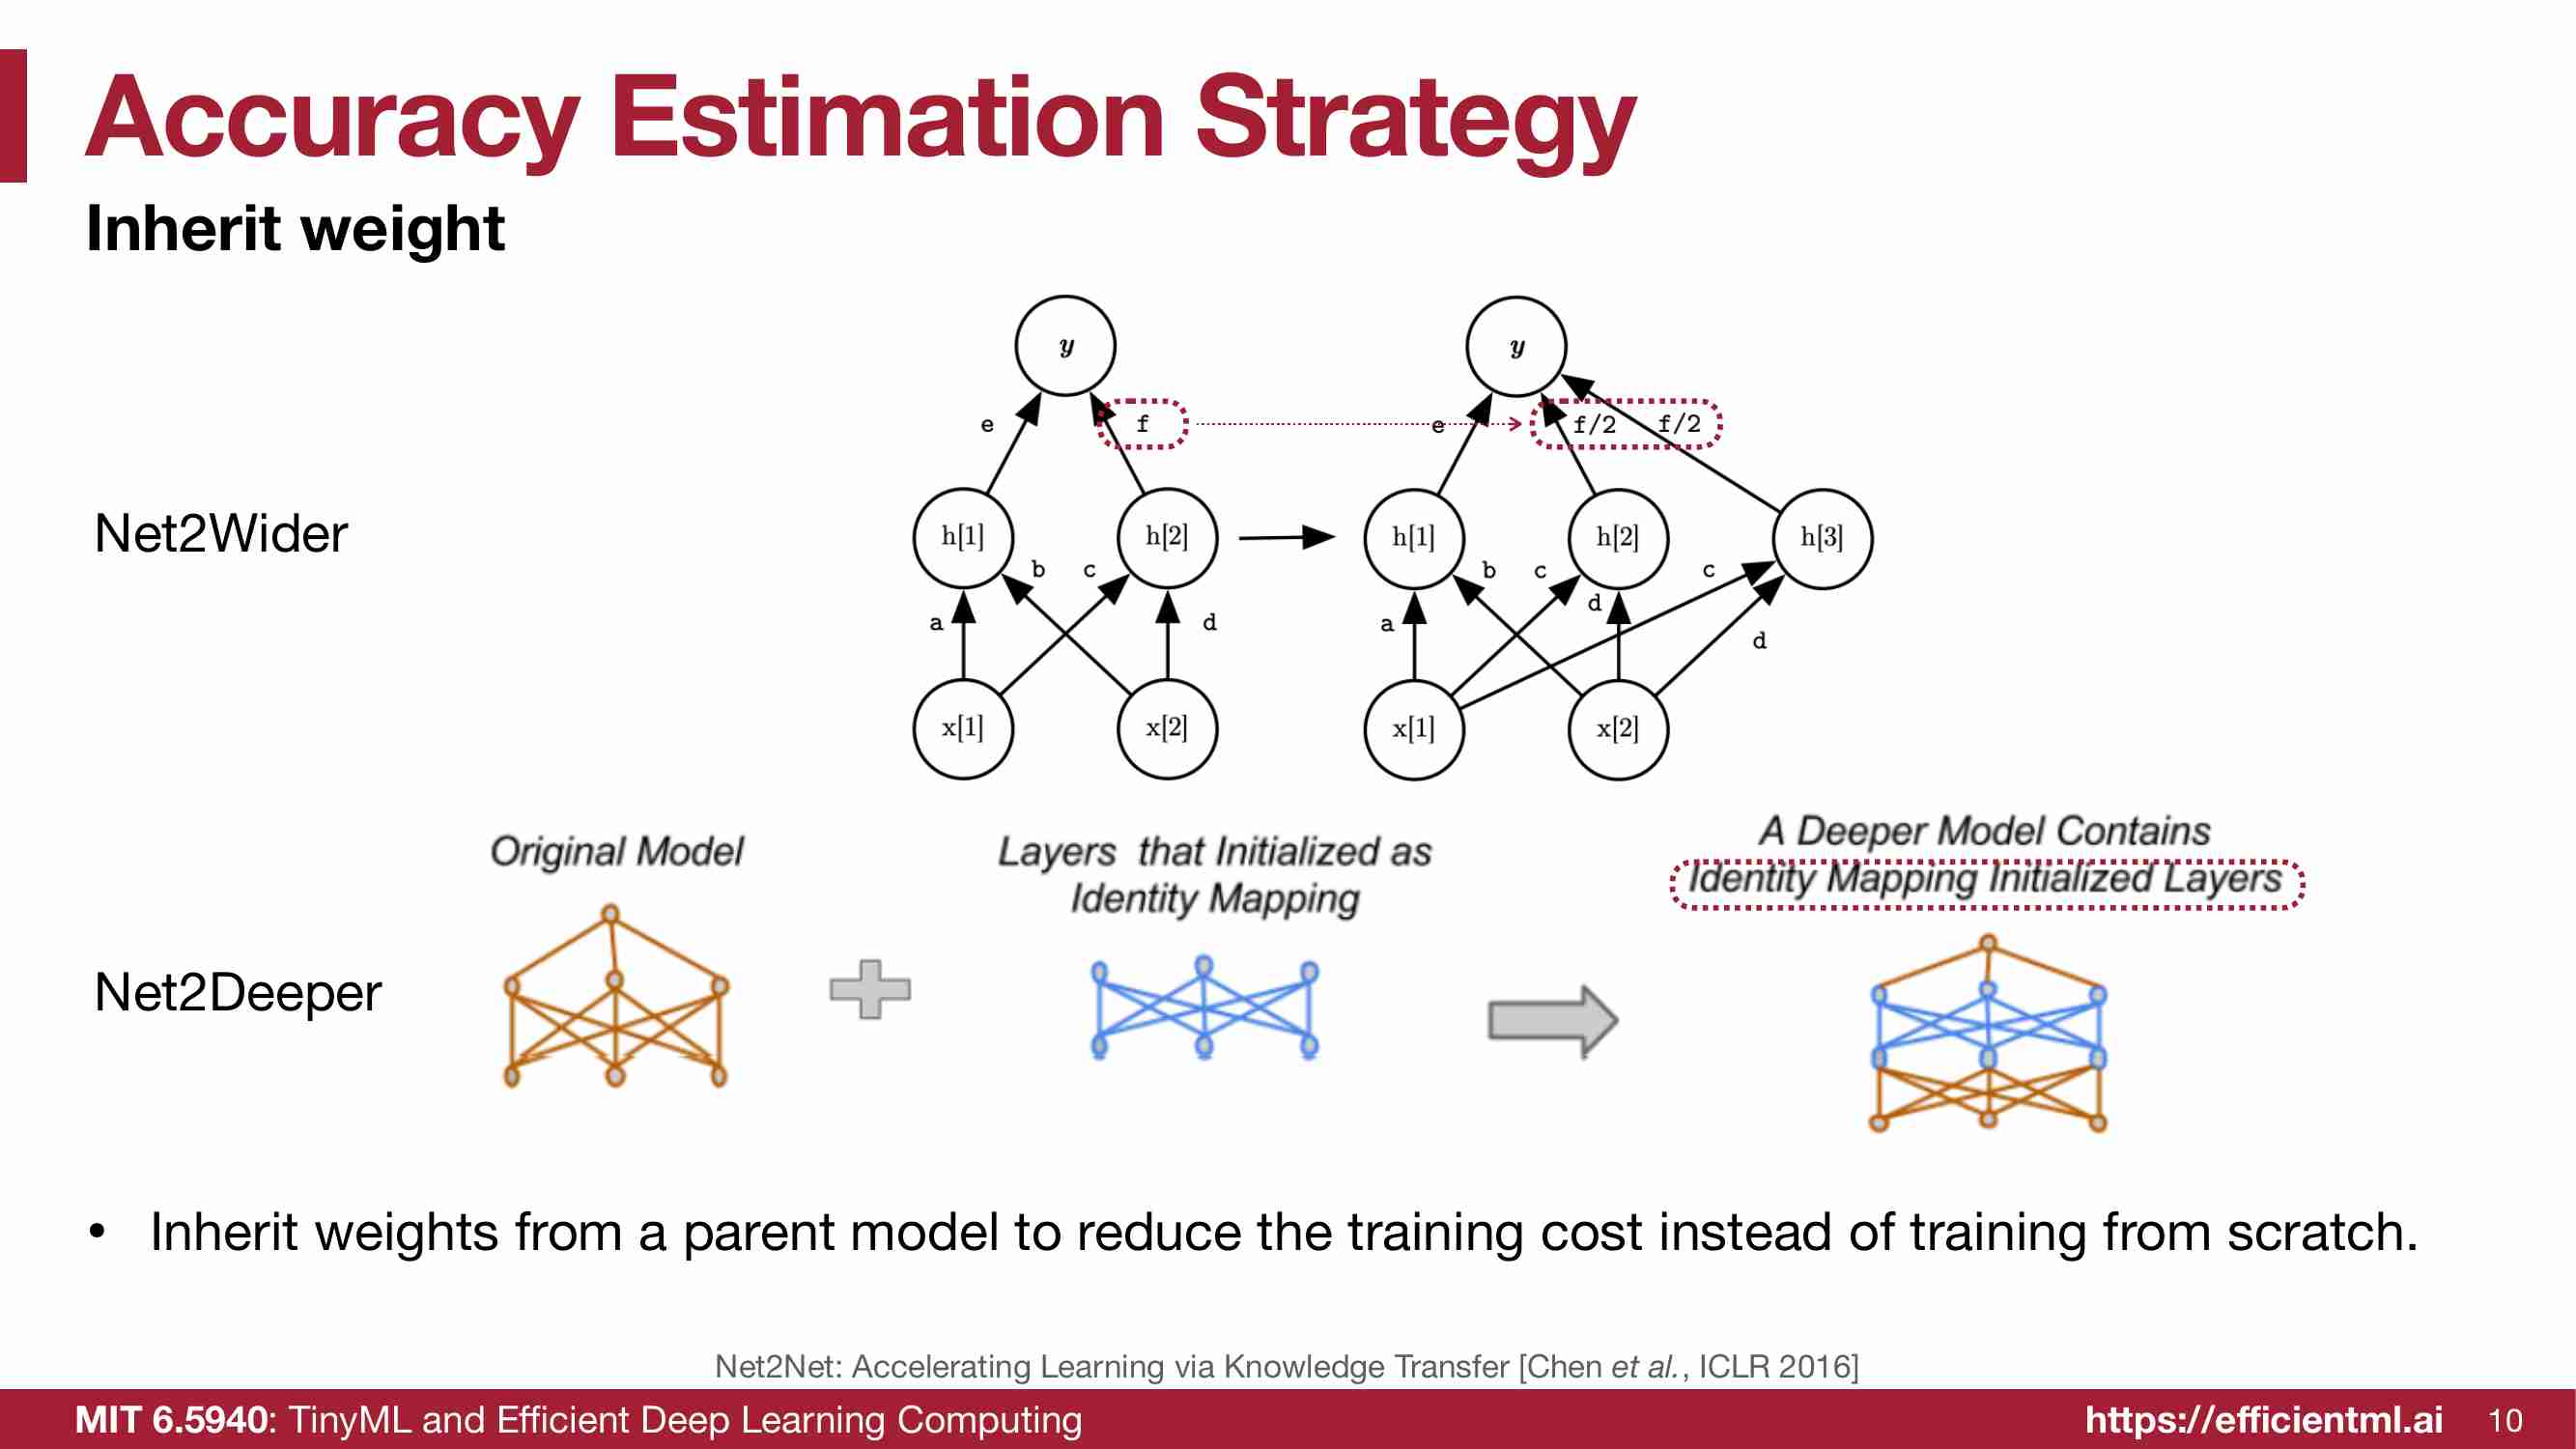 Accuracy Estimation Strategy
Inherit weight
Net2Wider
y
e
f
h[1]
h[2]
b
c
a
d
x[1]
x[2]
y
e
f/2
f/2
h[1]
h[2]
h[3]
b
c
c
a
d
d
x[1]
x[2]
Net2Deeper
Original Model
Layers that Initialized as
Identity Mapping
A Deeper Model Contains
Identity Mapping Initialized Layers
• Inherit weights from a parent model to reduce the training cost instead of training from scratch.
Net2Net: Accelerating Learning via Knowledge Transfer [Chen et al., ICLR 2016]
MIT 6.5940: TinyML and Efficient Deep Learning Computing
https://efficientml.ai
10